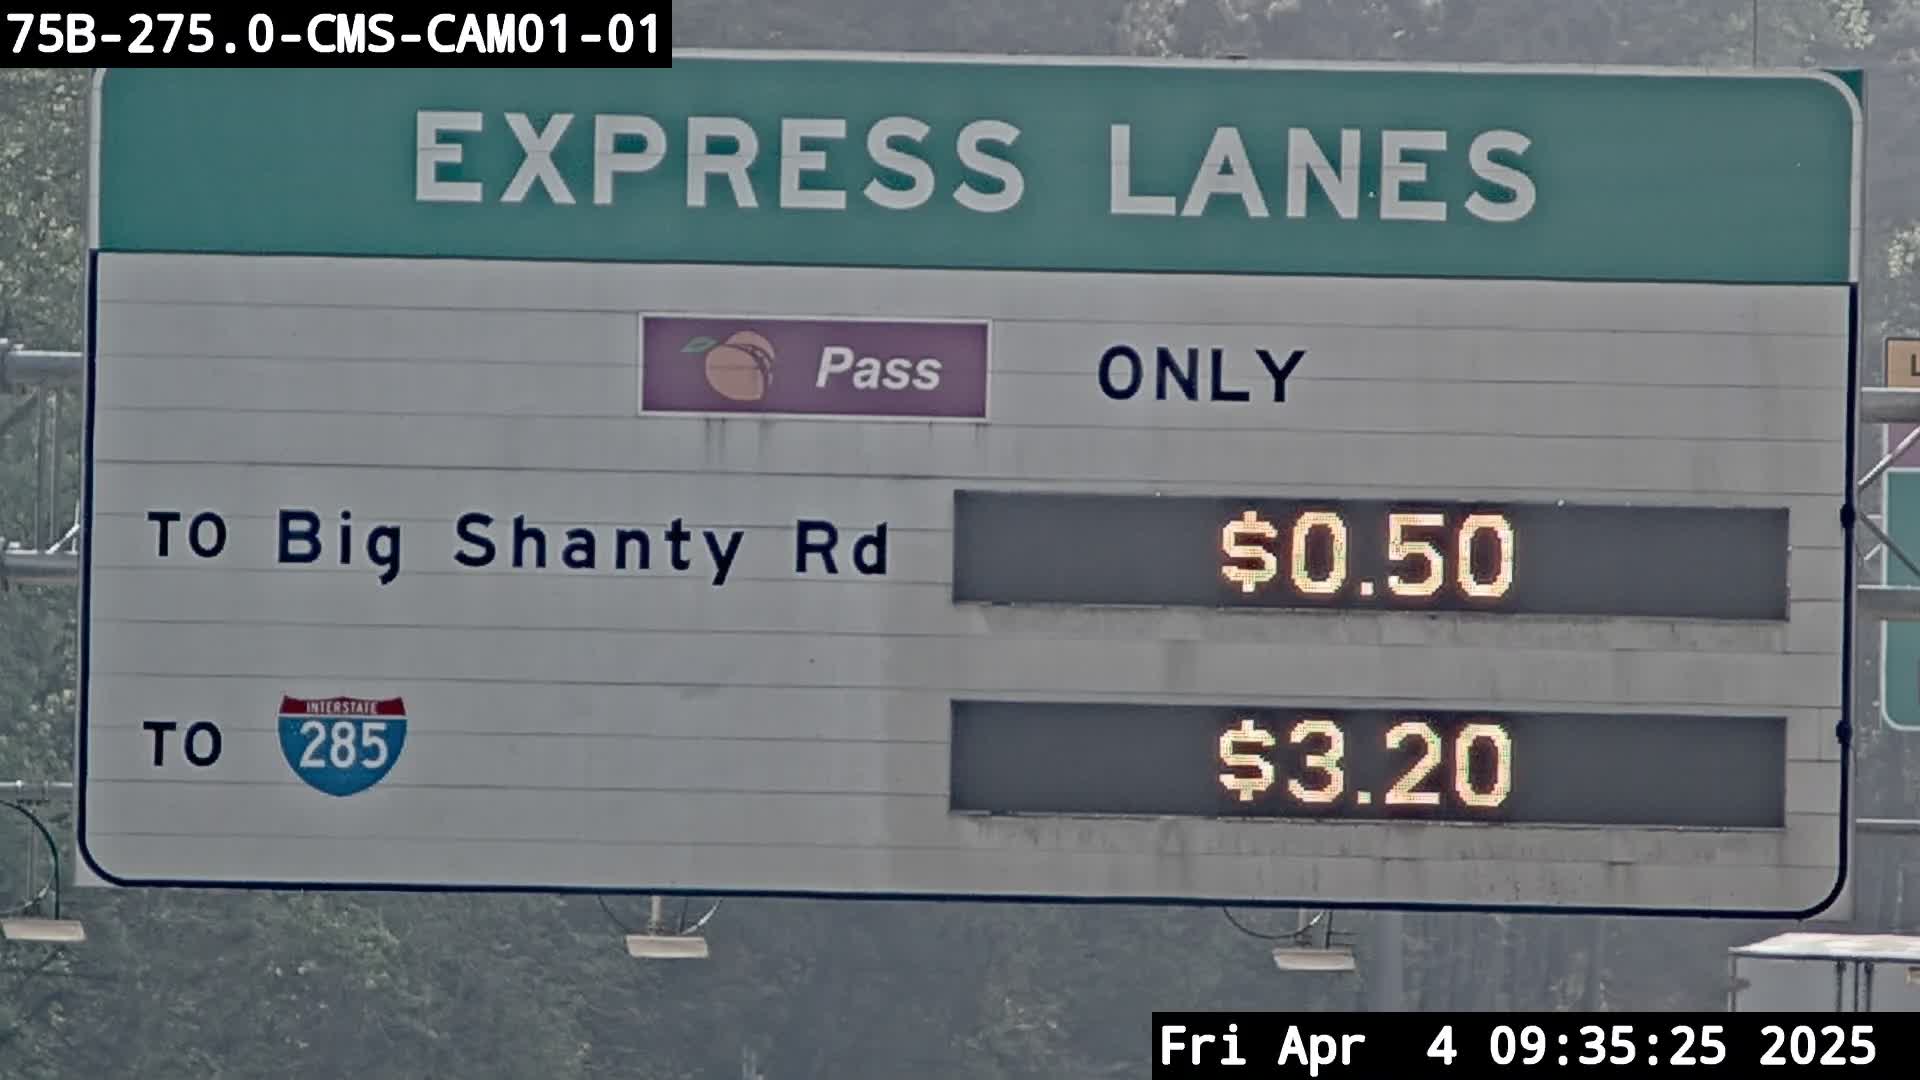 75B-275.0-CMS-CAM01-01
EXPRESS LANES
Pass ONLY
TO Big Shanty Rd $0.50
TO INTERSTATE 285 $3.20
Fri Apr 4 09:35:25 2025